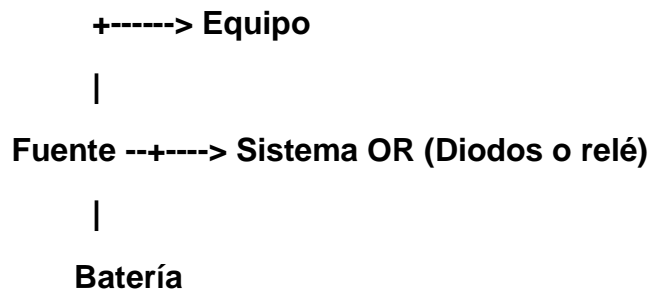 +------> Equipo
|
Fuente --+----> Sistema OR (Diodos o relé)
|
Batería